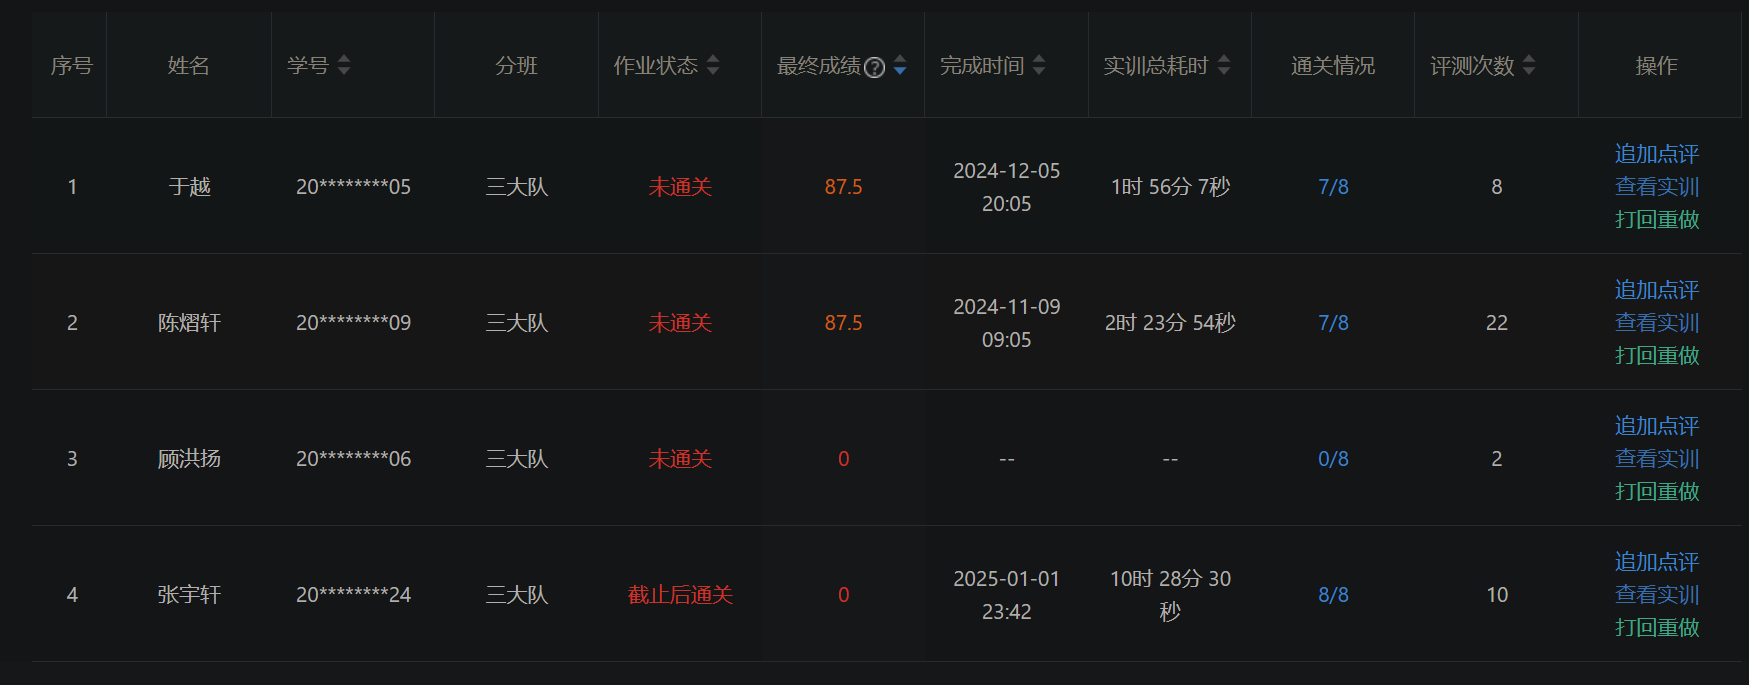 序号 姓名 学号 分班 作业状态 最终成绩? 完成时间 实训总耗时 通关情况 评测次数 操作
1 于越 20********05 三大队 未通关 87.5 2024-12-05 20:05 1时 56分 7秒 7/8 8 追加点评 查看实训 打回重做
2 陈熠轩 20********09 三大队 未通关 87.5 2024-11-09 09:05 2时 23分 54秒 7/8 22 追加点评 查看实训 打回重做
3 顾洪扬 20********06 三大队 未通关 0 -- -- 0/8 2 追加点评 查看实训 打回重做
4 张宇轩 20********24 三大队 截止后通关 0 2025-01-01 23:42 10时 28分 30秒 8/8 10 追加点评 查看实训 打回重做